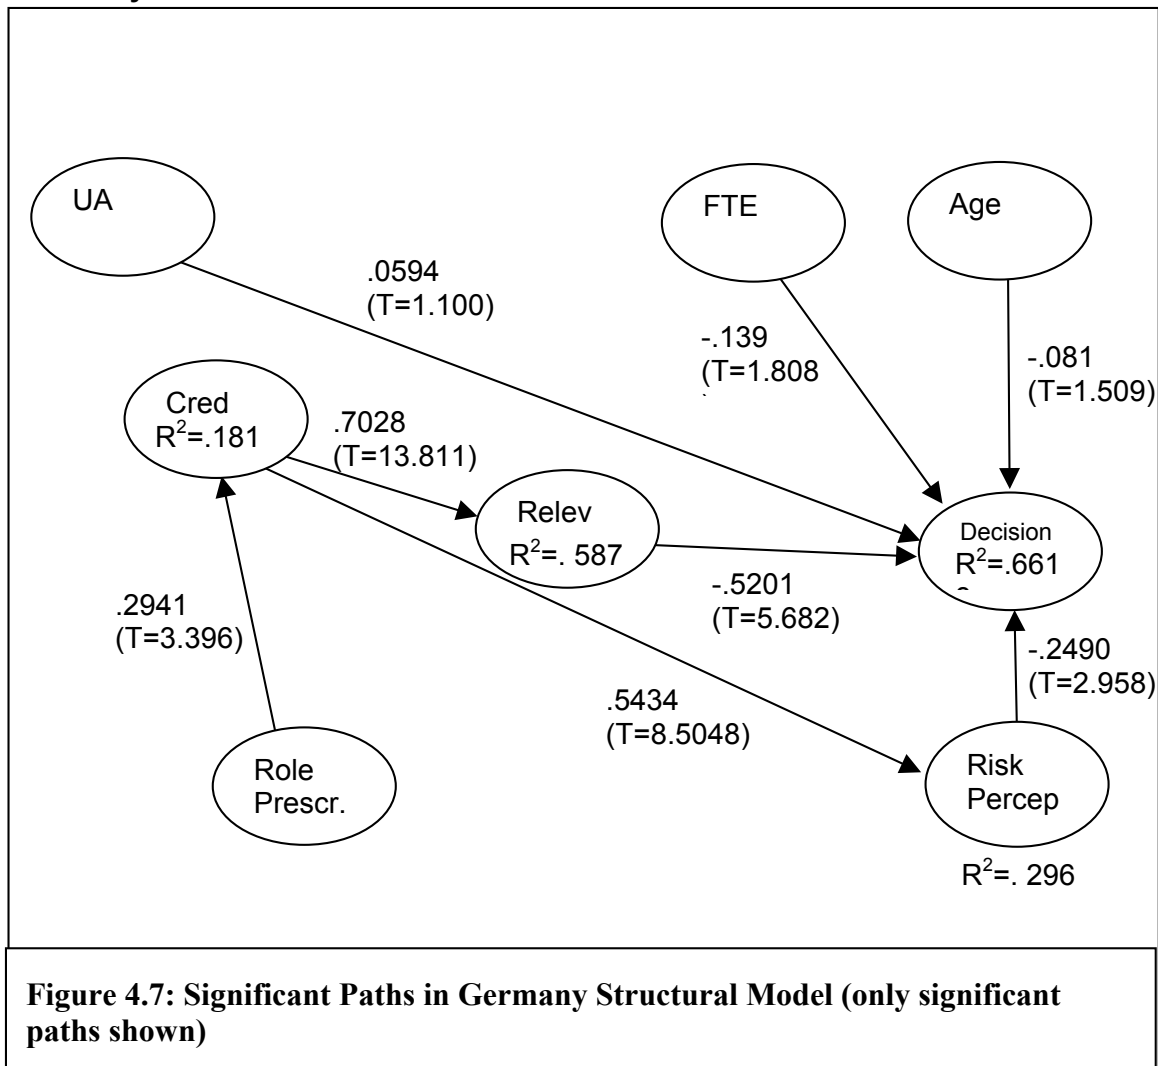 UA
FTE
Age
.0594
(T=1.100)
-.139
(T=1.808
-.081
(T=1.509)
Cred
R²=.181
.7028
(T=13.811)
Relev
R²=. 587
Decision
R²=.661
-.5201
(T=5.682)
.2941
(T=3.396)
-.2490
(T=2.958)
.5434
(T=8.5048)
Role
Prescr.
Risk
Percep
R²=. 296
Figure 4.7: Significant Paths in Germany Structural Model (only significant
paths shown)